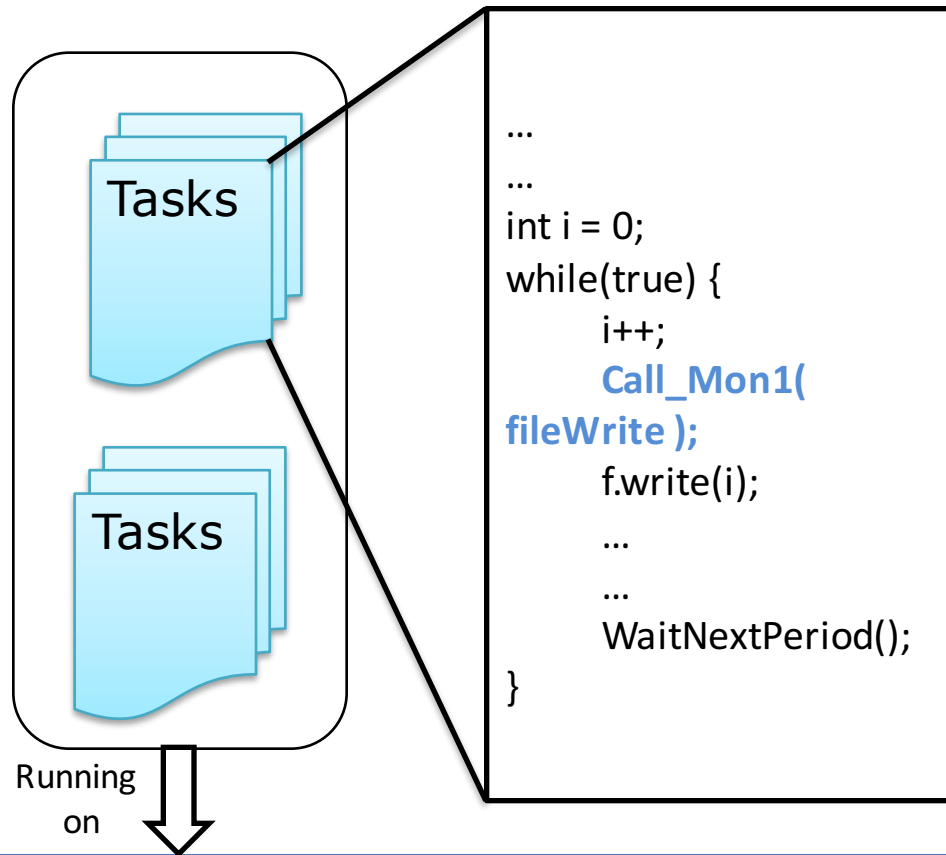 Tasks
Tasks
Running
on
…
…
int i = 0;
while(true) {
i++;
Call_Mon1(
fileWrite );
f.write(i);
…
…
WaitNextPeriod();
}